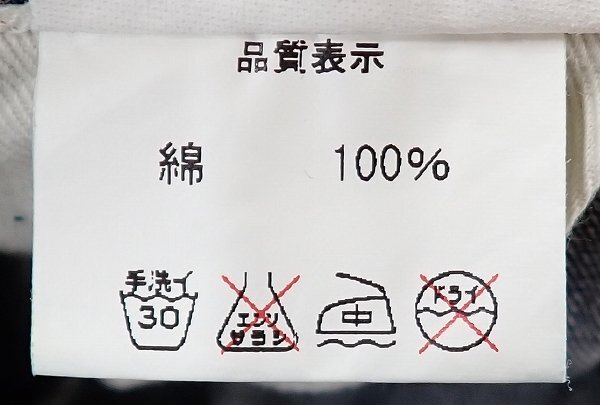 品質表示
綿 100%
手洗イ 30
エンソ サラシ
中
ドライ